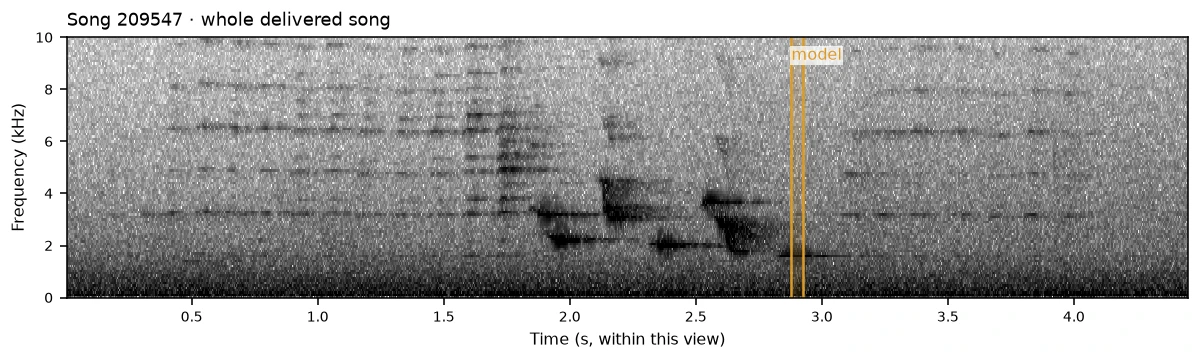 Song 209547 · whole delivered song
model
Frequency (kHz)
10
8
6
4
2
0
0.5 1.0 1.5 2.0 2.5 3.0 3.5 4.0
Time (s, within this view)